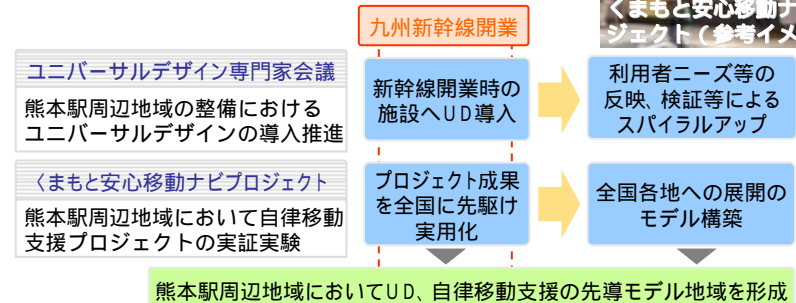 九州新幹線開業
くまもと安心移動ナ
ジェクト(参考イメ
ユニバーサルデザイン専門家会議
熊本駅周辺地域の整備における
ユニバーサルデザインの導入推進
新幹線開業時の
施設へUD導入
利用者ニーズ等の
反映、検証等による
スパイラルアップ
くまもと安心移動ナビプロジェクト
熊本駅周辺地域において自律移動
支援プロジェクトの実証実験
プロジェクト成果
を全国に先駆け
実用化
全国各地への展開の
モデル構築
熊本駅周辺地域においてUD、自律移動支援の先導モデル地域を形成